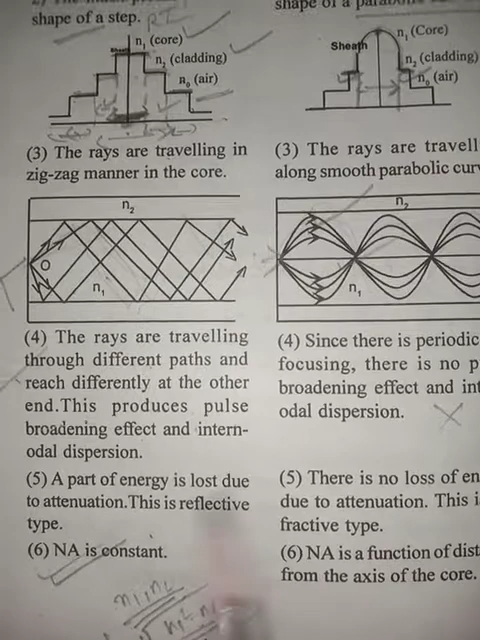 shape of a step.
n₁ (core)
Sheath
n₂ (cladding)
n₀ (air)
(3) The rays are travelling in
zig-zag manner in the core.
n₂
O
n₁
(4) The rays are travelling
through different paths and
reach differently at the other
end.This produces pulse
broadening effect and intern-
odal dispersion.
(5) A part of energy is lost due
to attenuation.This is reflective
type.
(6) NA is constant.
shape of a
n₁ (Core)
Sheath
n₂ (cladding)
n₀ (air)
(3) The rays are travell
along smooth parabolic cur
n₂
n₁
(4) Since there is periodic
focusing, there is no p
broadening effect and int
odal dispersion.
(5) There is no loss of en
due to attenuation. This i
fractive type.
(6) NA is a function of dist
from the axis of the core.